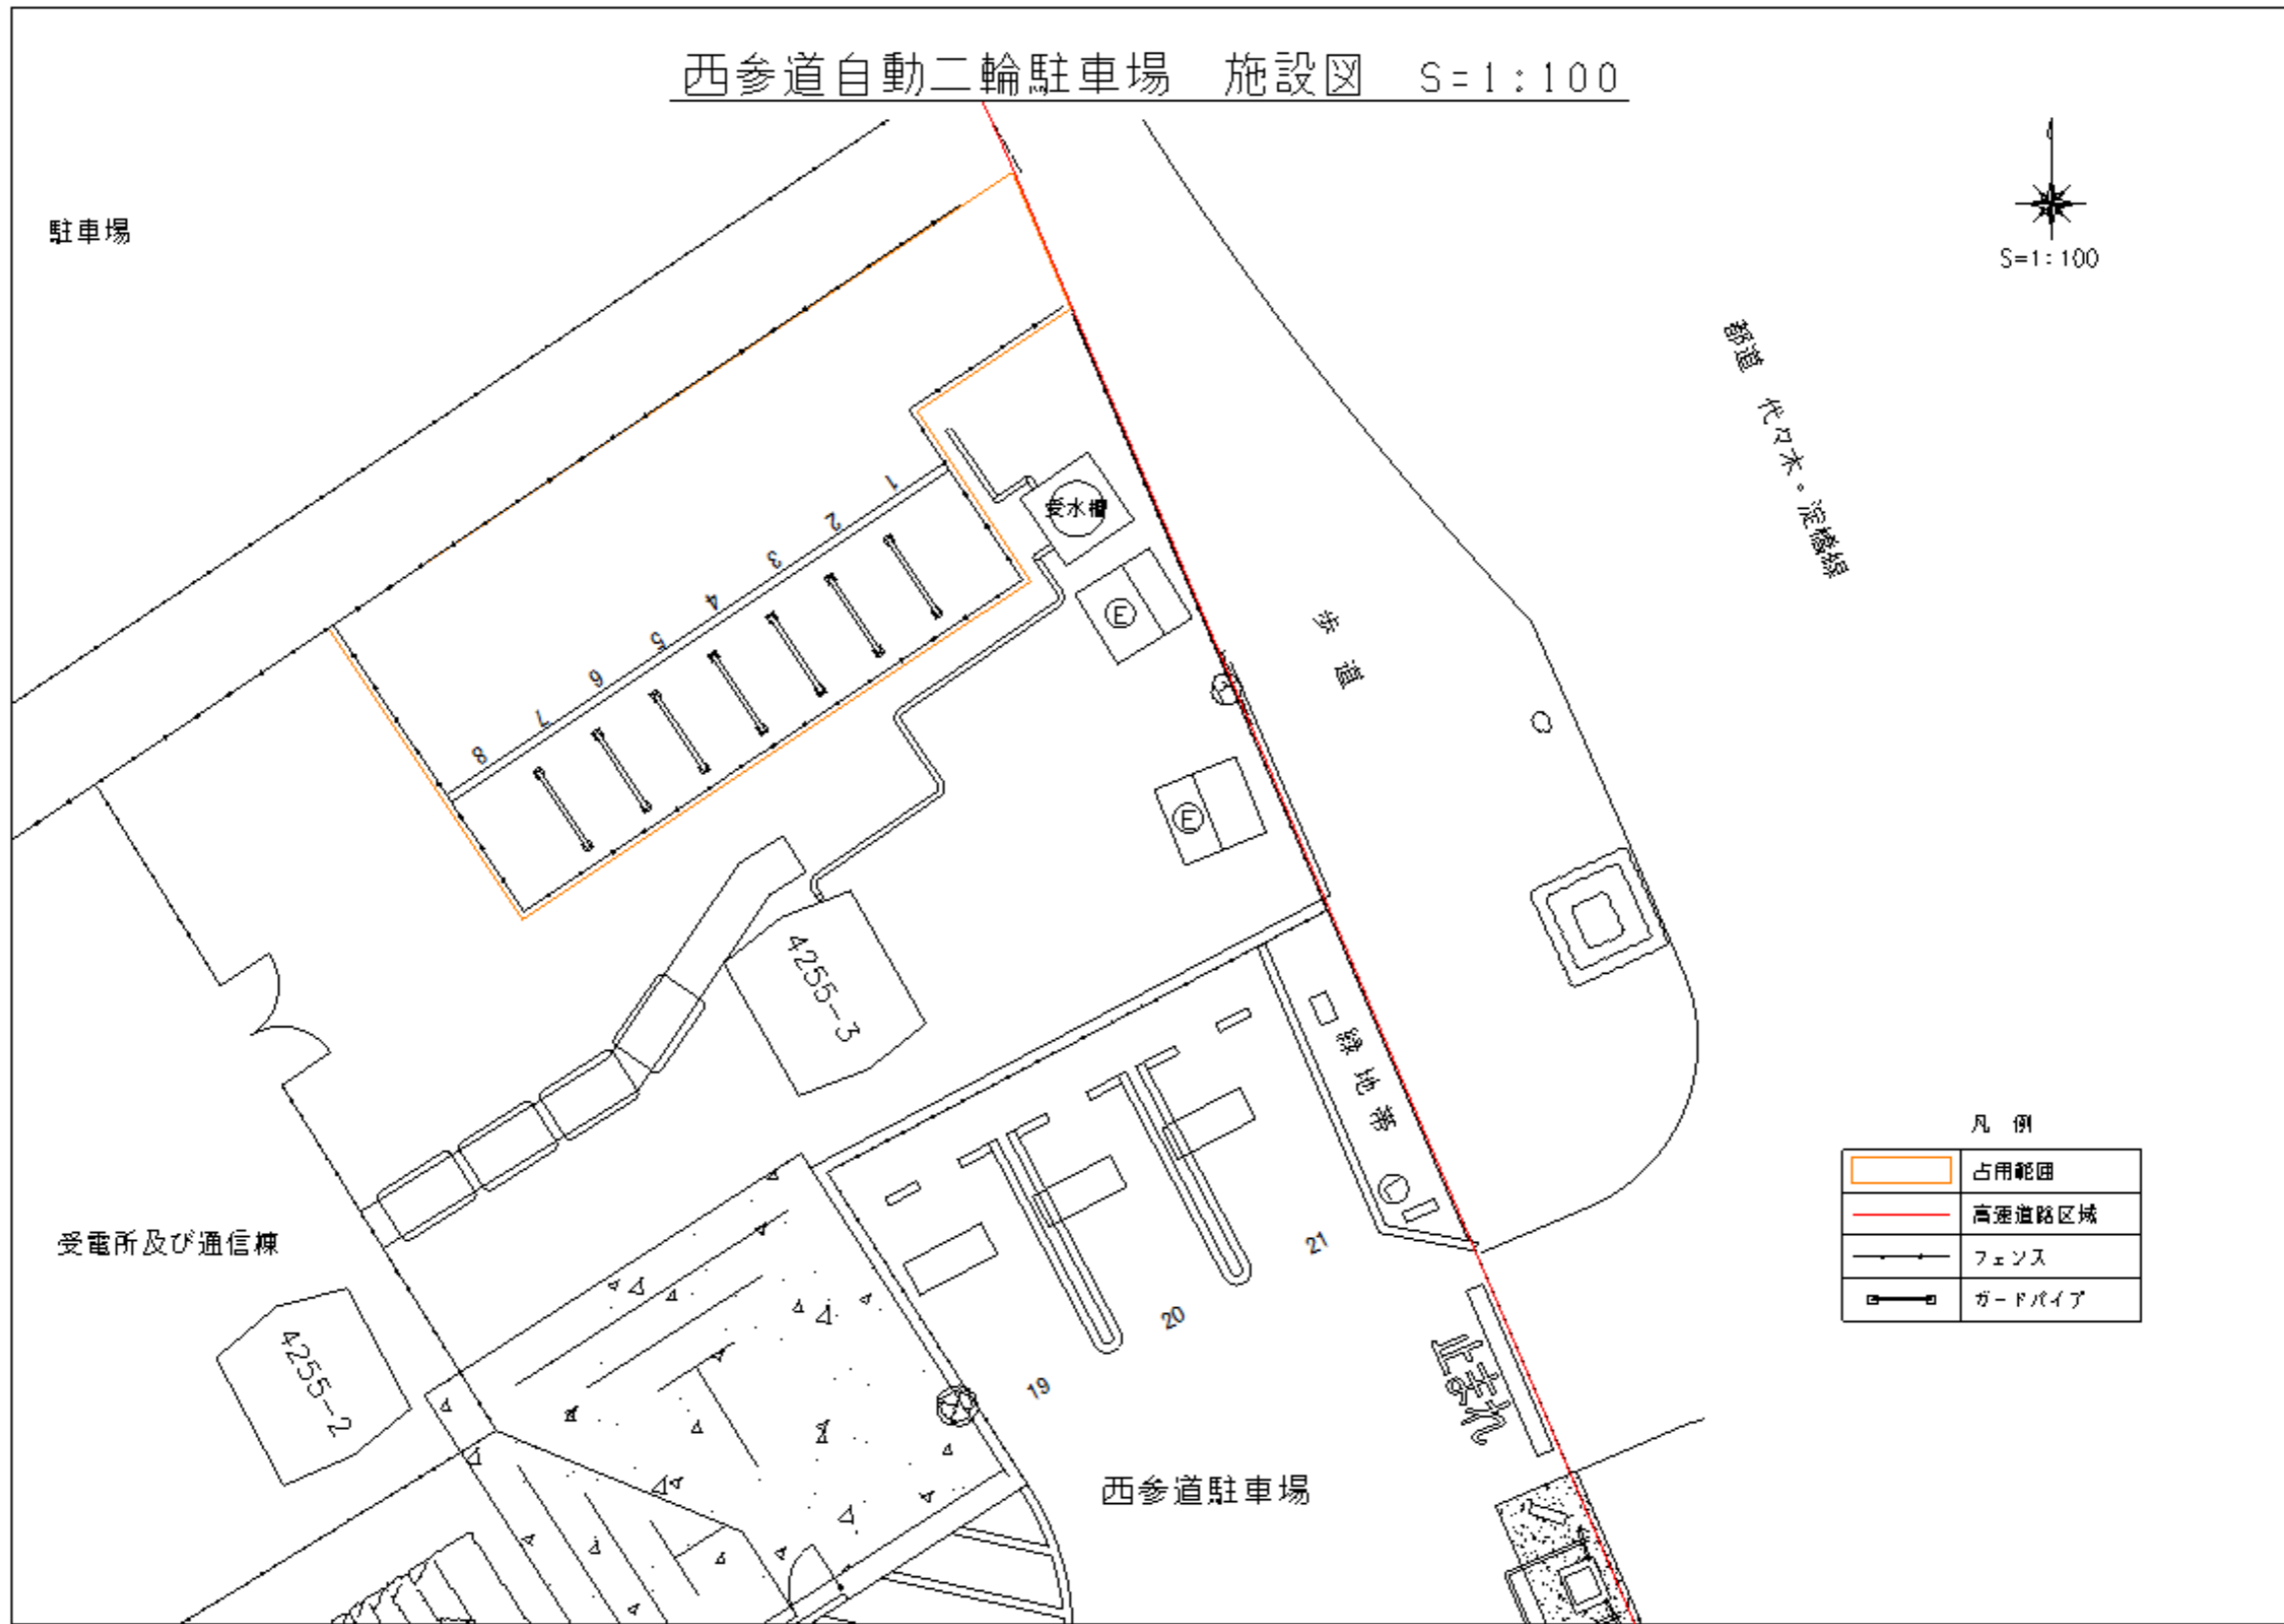 西参道自動二輪駐車場　施設図　S=1:100
駐車場
S=1:100
都道　代々木・淀橋線
1
2
3
4
5
6
7
8
受水槽
E
歩道
E
4255-3
緑地帯
受電所及び通信棟
4255-2
19
20
21
止まれ
西参道駐車場
凡例
占用範囲
高速道路区域
フェンス
ガードパイプ